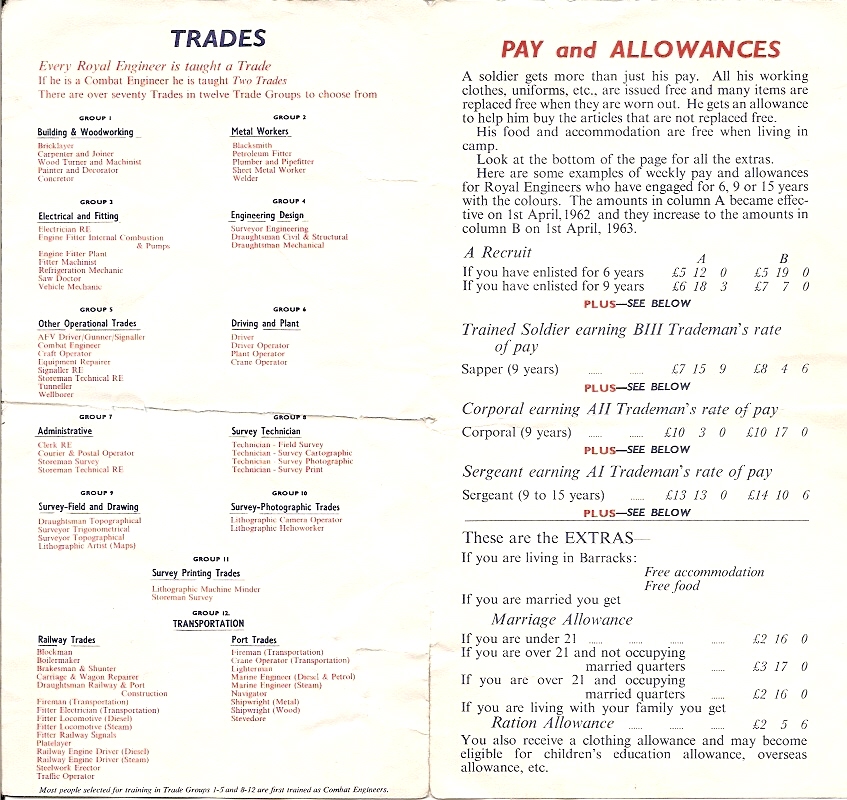 TRADES
Every Royal Engineer is taught a Trade
If he is a Combat Engineer he is taught Two Trades
There are over seventy Trades in twelve Trade Groups to choose from
GROUP 1
Building & Woodworking
Bricklayer
Carpenter and Joiner
Wood Turner and Machinist
Painter and Decorator
Concretor
GROUP 2
Metal Workers
Blacksmith
Petroleum Fitter
Plumber and Pipefitter
Sheet Metal Worker
Welder
GROUP 3
Electrical and Fitting
Electrician RE
Engine Fitter Internal Combustion
& Pumps
Engine Fitter Plant
Fitter Machinist
Refrigeration Mechanic
Saw Doctor
Vehicle Mechanic
GROUP 4
Engineering Design
Surveyor Engineering
Draughtsman Civil & Structural
Draughtsman Mechanical
GROUP 5
Other Operational Trades
AFV Driver/Gunner/Signaller
Combat Engineer
Craft Operator
Equipment Repairer
Signaller RE
Storeman Technical RE
Tunneller
Wellborer
GROUP 6
Driving and Plant
Driver
Driver Operator
Plant Operator
Crane Operator
GROUP 7
Administrative
Clerk RE
Courier & Postal Operator
Storeman Survey
Storeman Technical RE
GROUP 8
Survey Technician
Technician - Field Survey
Technician - Survey Cartographic
Technician - Survey Photographic
Technician - Survey Print
GROUP 9
Survey-Field and Drawing
Draughtsman Topographical
Surveyor Trigonometrical
Surveyor Topographical
Lithographic Artist (Maps)
GROUP 10
Survey-Photographic Trades
Lithographic Camera Operator
Lithographic Helioworker
GROUP 11
Survey Printing Trades
Lithographic Machine Minder
Storeman Survey
GROUP 12.
TRANSPORTATION
Railway Trades
Blockman
Boilermaker
Brakesman & Shunter
Carriage & Wagon Repairer
Draughtsman Railway & Port
Construction
Fireman (Transportation)
Fitter Electrician (Transportation)
Fitter Locomotive (Diesel)
Fitter Locomotive (Steam)
Fitter Railway Signals
Platelayer
Railway Engine Driver (Diesel)
Railway Engine Driver (Steam)
Steelwork Erector
Traffic Operator
Port Trades
Fireman (Transportation)
Crane Operator (Transportation)
Lighterman
Marine Engineer (Diesel & Petrol)
Marine Engineer (Steam)
Navigator
Shipwright (Metal)
Shipwright (Wood)
Stevedore
Most people selected for training in Trade Groups 1-5 and 8-12 are first trained as Combat Engineers.
PAY and ALLOWANCES
A soldier gets more than just his pay. All his working
clothes, uniforms, etc., are issued free and many items are
replaced free when they are worn out. He gets an allowance
to help him buy the articles that are not replaced free.
His food and accommodation are free when living in
camp.
Look at the bottom of the page for all the extras.
Here are some examples of weekly pay and allowances
for Royal Engineers who have engaged for 6, 9 or 15 years
with the colours. The amounts in column A became effec-
tive on 1st April, 1962 and they increase to the amounts in
column B on 1st April, 1963.
A Recruit A B
If you have enlisted for 6 years £5 12 0 £5 19 0
If you have enlisted for 9 years £6 18 3 £7 7 0
PLUS—SEE BELOW
Trained Soldier earning BIII Trademan's rate
of pay
Sapper (9 years) ...... ...... £7 15 9 £8 4 6
PLUS—SEE BELOW
Corporal earning AII Trademan's rate of pay
Corporal (9 years) ...... ...... £10 3 0 £10 17 0
PLUS—SEE BELOW
Sergeant earning AI Trademan's rate of pay
Sergeant (9 to 15 years) ...... £13 13 0 £14 10 6
PLUS—SEE BELOW
These are the EXTRAS—
If you are living in Barracks:
Free accommodation
Free food
If you are married you get
Marriage Allowance
If you are under 21 ...... ...... ...... ...... £2 16 0
If you are over 21 and not occupying
married quarters ...... £3 17 0
If you are over 21 and occupying
married quarters ...... £2 16 0
If you are living with your family you get
Ration Allowance ...... ...... ...... £2 5 6
You also receive a clothing allowance and may become
eligible for children's education allowance, overseas
allowance, etc.